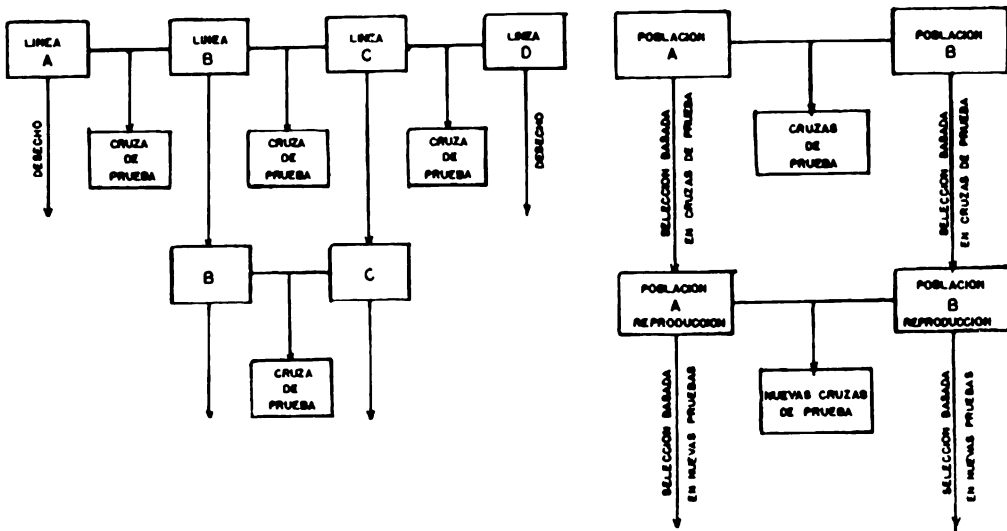 LINEA
A
LINEA
B
LINEA
C
LINEA
D
DESECHO
CRUZA
DE
PRUEBA
CRUZA
DE
PRUEBA
CRUZA
DE
PRUEBA
DESECHO
B
C
CRUZA
DE
PRUEBA
POBLACION
A
POBLACION
B
SELECCION BASADA
EN CRUZAS DE PRUEBA
CRUZAS
DE
PRUEBA
SELECCION BASADA
EN CRUZAS DE PRUEBA
POBLACION
A
REPRODUCCION
POBLACION
B
REPRODUCCION
SELECCION BASADA
EN NUEVAS PRUEBAS
NUEVAS CRUZAS
DE PRUEBA
SELECCION BASADA
EN NUEVAS PRUEBAS